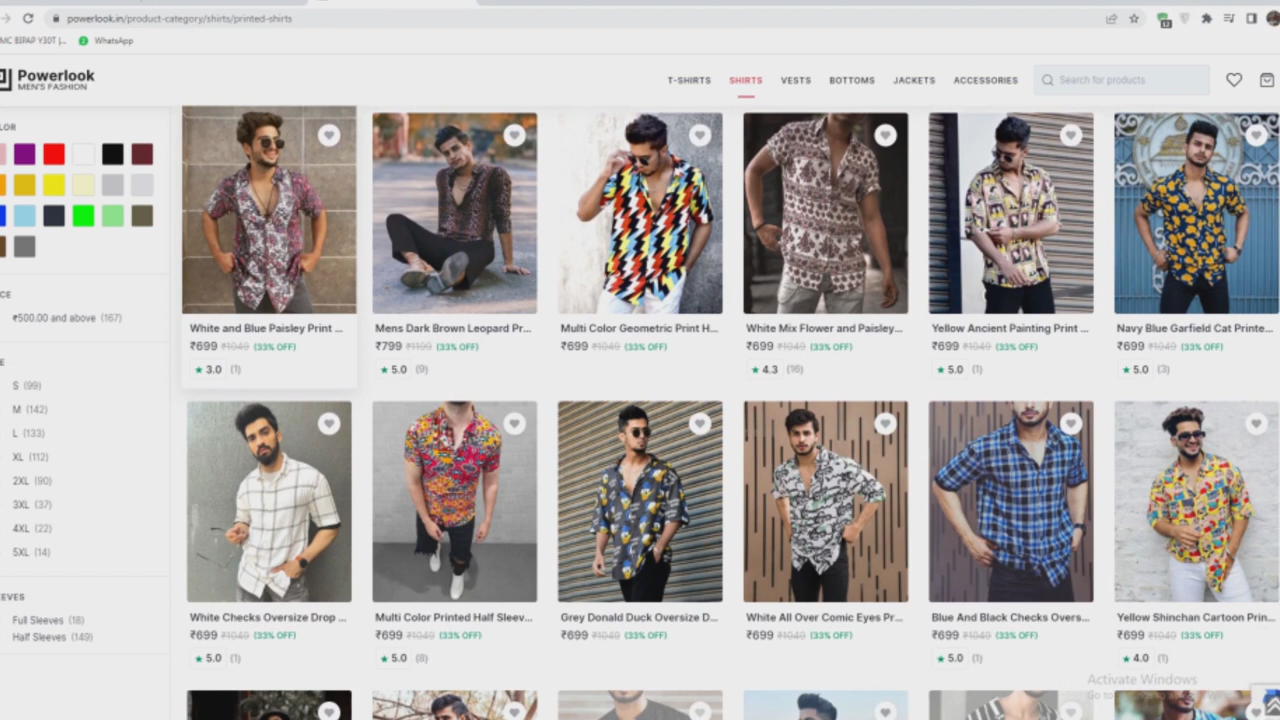 powerlook.in/product-category/shirts/printed-shirts
MC BIPAP Y30T |...
WhatsApp
12
Powerlook
MEN'S FASHION
T-SHIRTS
SHIRTS
VESTS
BOTTOMS
JACKETS
ACCESSORIES
Search for products
LOR
CE
₹500.00 and above (167)
E
S (99)
M (142)
L (133)
XL (112)
2XL (90)
3XL (37)
4XL (22)
5XL (14)
EVES
Full Sleeves (18)
Half Sleeves (149)
White and Blue Paisley Print ...
₹699 ₹1049 (33% OFF)
★ 3.0 (1)
Mens Dark Brown Leopard Pr...
₹799 ₹1199 (33% OFF)
★ 5.0 (9)
Multi Color Geometric Print H...
₹699 ₹1049 (33% OFF)
White Mix Flower and Paisley...
₹699 ₹1049 (33% OFF)
★ 4.3 (16)
Yellow Ancient Painting Print ...
₹699 ₹1049 (33% OFF)
★ 5.0 (1)
Navy Blue Garfield Cat Printe...
₹699 ₹1049 (33% OFF)
★ 5.0 (3)
White Checks Oversize Drop ...
₹699 ₹1049 (33% OFF)
★ 5.0 (1)
Multi Color Printed Half Sleev...
₹699 ₹1049 (33% OFF)
★ 5.0 (8)
Grey Donald Duck Oversize D...
₹699 ₹1049 (33% OFF)
White All Over Comic Eyes Pr...
₹699 ₹1049 (33% OFF)
Blue And Black Checks Overs...
₹699 ₹1049 (33% OFF)
★ 5.0 (1)
Yellow Shinchan Cartoon Prin...
₹699 ₹1049 (33% OFF)
★ 4.0 (1)
Activate Windows
Go to